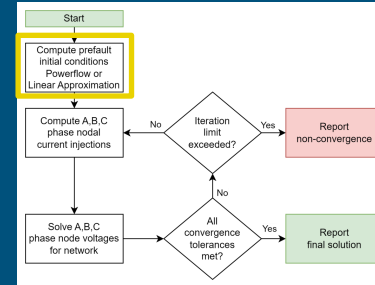 Start
Compute prefault
initial conditions
Powerflow or
Linear Approximation
Compute A,B,C
phase nodal
current injections
No
Iteration
limit
exceeded?
Yes
Report
non-convergence
No
Solve A,B,C
phase node voltages
for network
All
convergence
tolerances
met?
Yes
Report
final solution